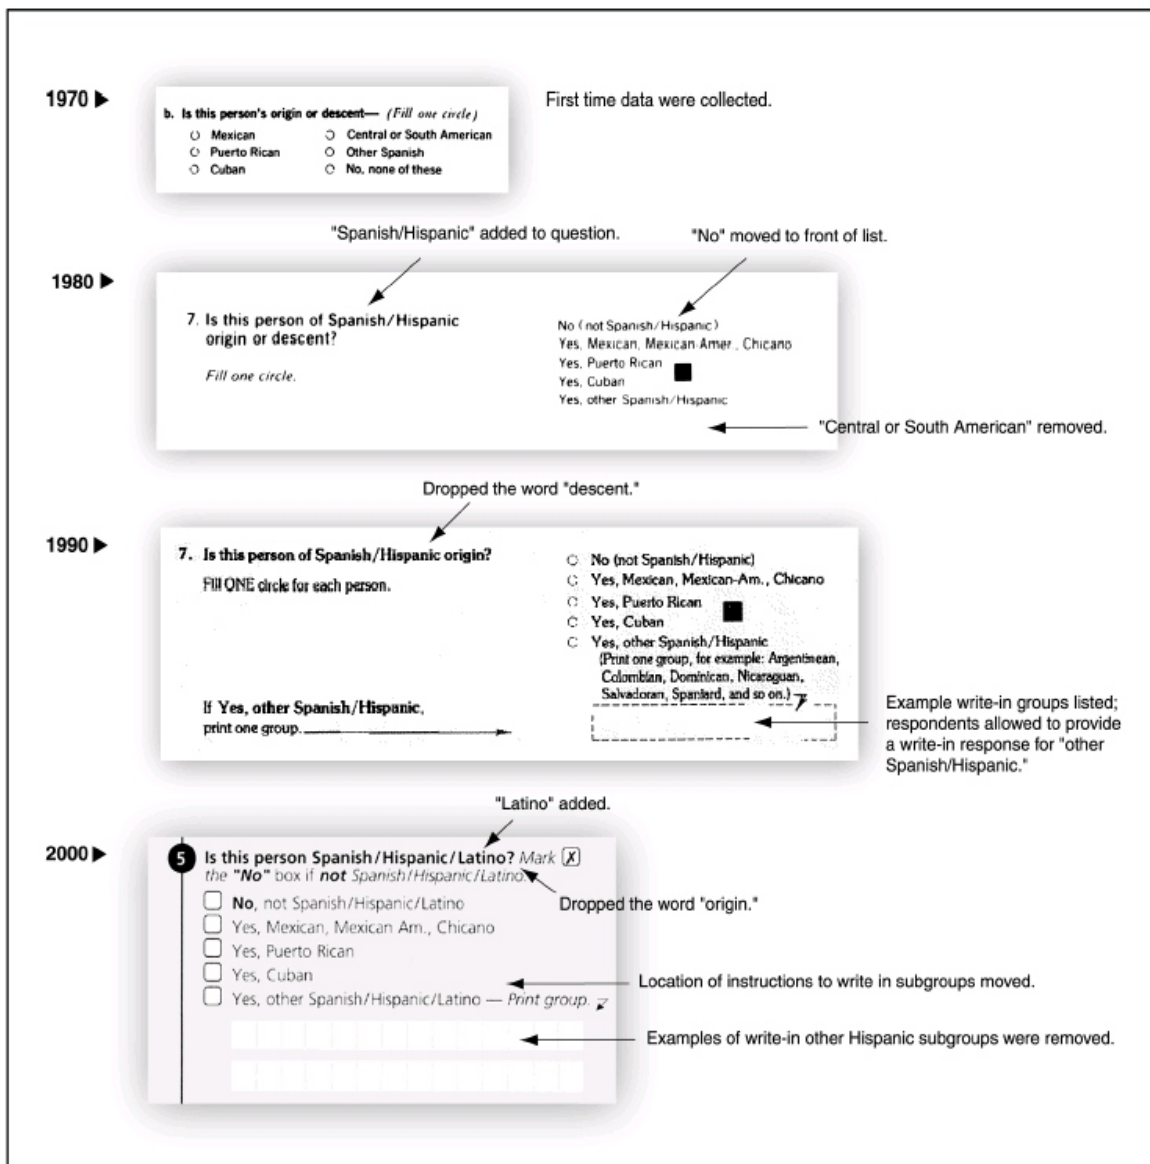 1970 ▶
b. Is this person's origin or descent— (Fill one circle)
Mexican
Puerto Rican
Cuban
Central or South American
Other Spanish
No, none of these
First time data were collected.
"Spanish/Hispanic" added to question.
"No" moved to front of list.
1980 ▶
7. Is this person of Spanish/Hispanic
origin or descent?
Fill one circle.
No (not Spanish/Hispanic)
Yes, Mexican, Mexican-Amer., Chicano
Yes, Puerto Rican
Yes, Cuban
Yes, other Spanish/Hispanic
"Central or South American" removed.
Dropped the word "descent."
1990 ▶
7. Is this person of Spanish/Hispanic origin?
Fill ONE circle for each person.
If Yes, other Spanish/Hispanic,
print one group.
No (not Spanish/Hispanic)
Yes, Mexican, Mexican-Am., Chicano
Yes, Puerto Rican
Yes, Cuban
Yes, other Spanish/Hispanic
(Print one group, for example: Argentinean,
Colombian, Dominican, Nicaraguan,
Salvadoran, Spaniard, and so on.)
Example write-in groups listed;
respondents allowed to provide
a write-in response for "other
Spanish/Hispanic."
"Latino" added.
2000 ▶
5 Is this person Spanish/Hispanic/Latino? Mark X
the "No" box if not Spanish/Hispanic/Latino.
Dropped the word "origin."
No, not Spanish/Hispanic/Latino
Yes, Mexican, Mexican Am., Chicano
Yes, Puerto Rican
Yes, Cuban
Yes, other Spanish/Hispanic/Latino — Print group.
Location of instructions to write in subgroups moved.
Examples of write-in other Hispanic subgroups were removed.